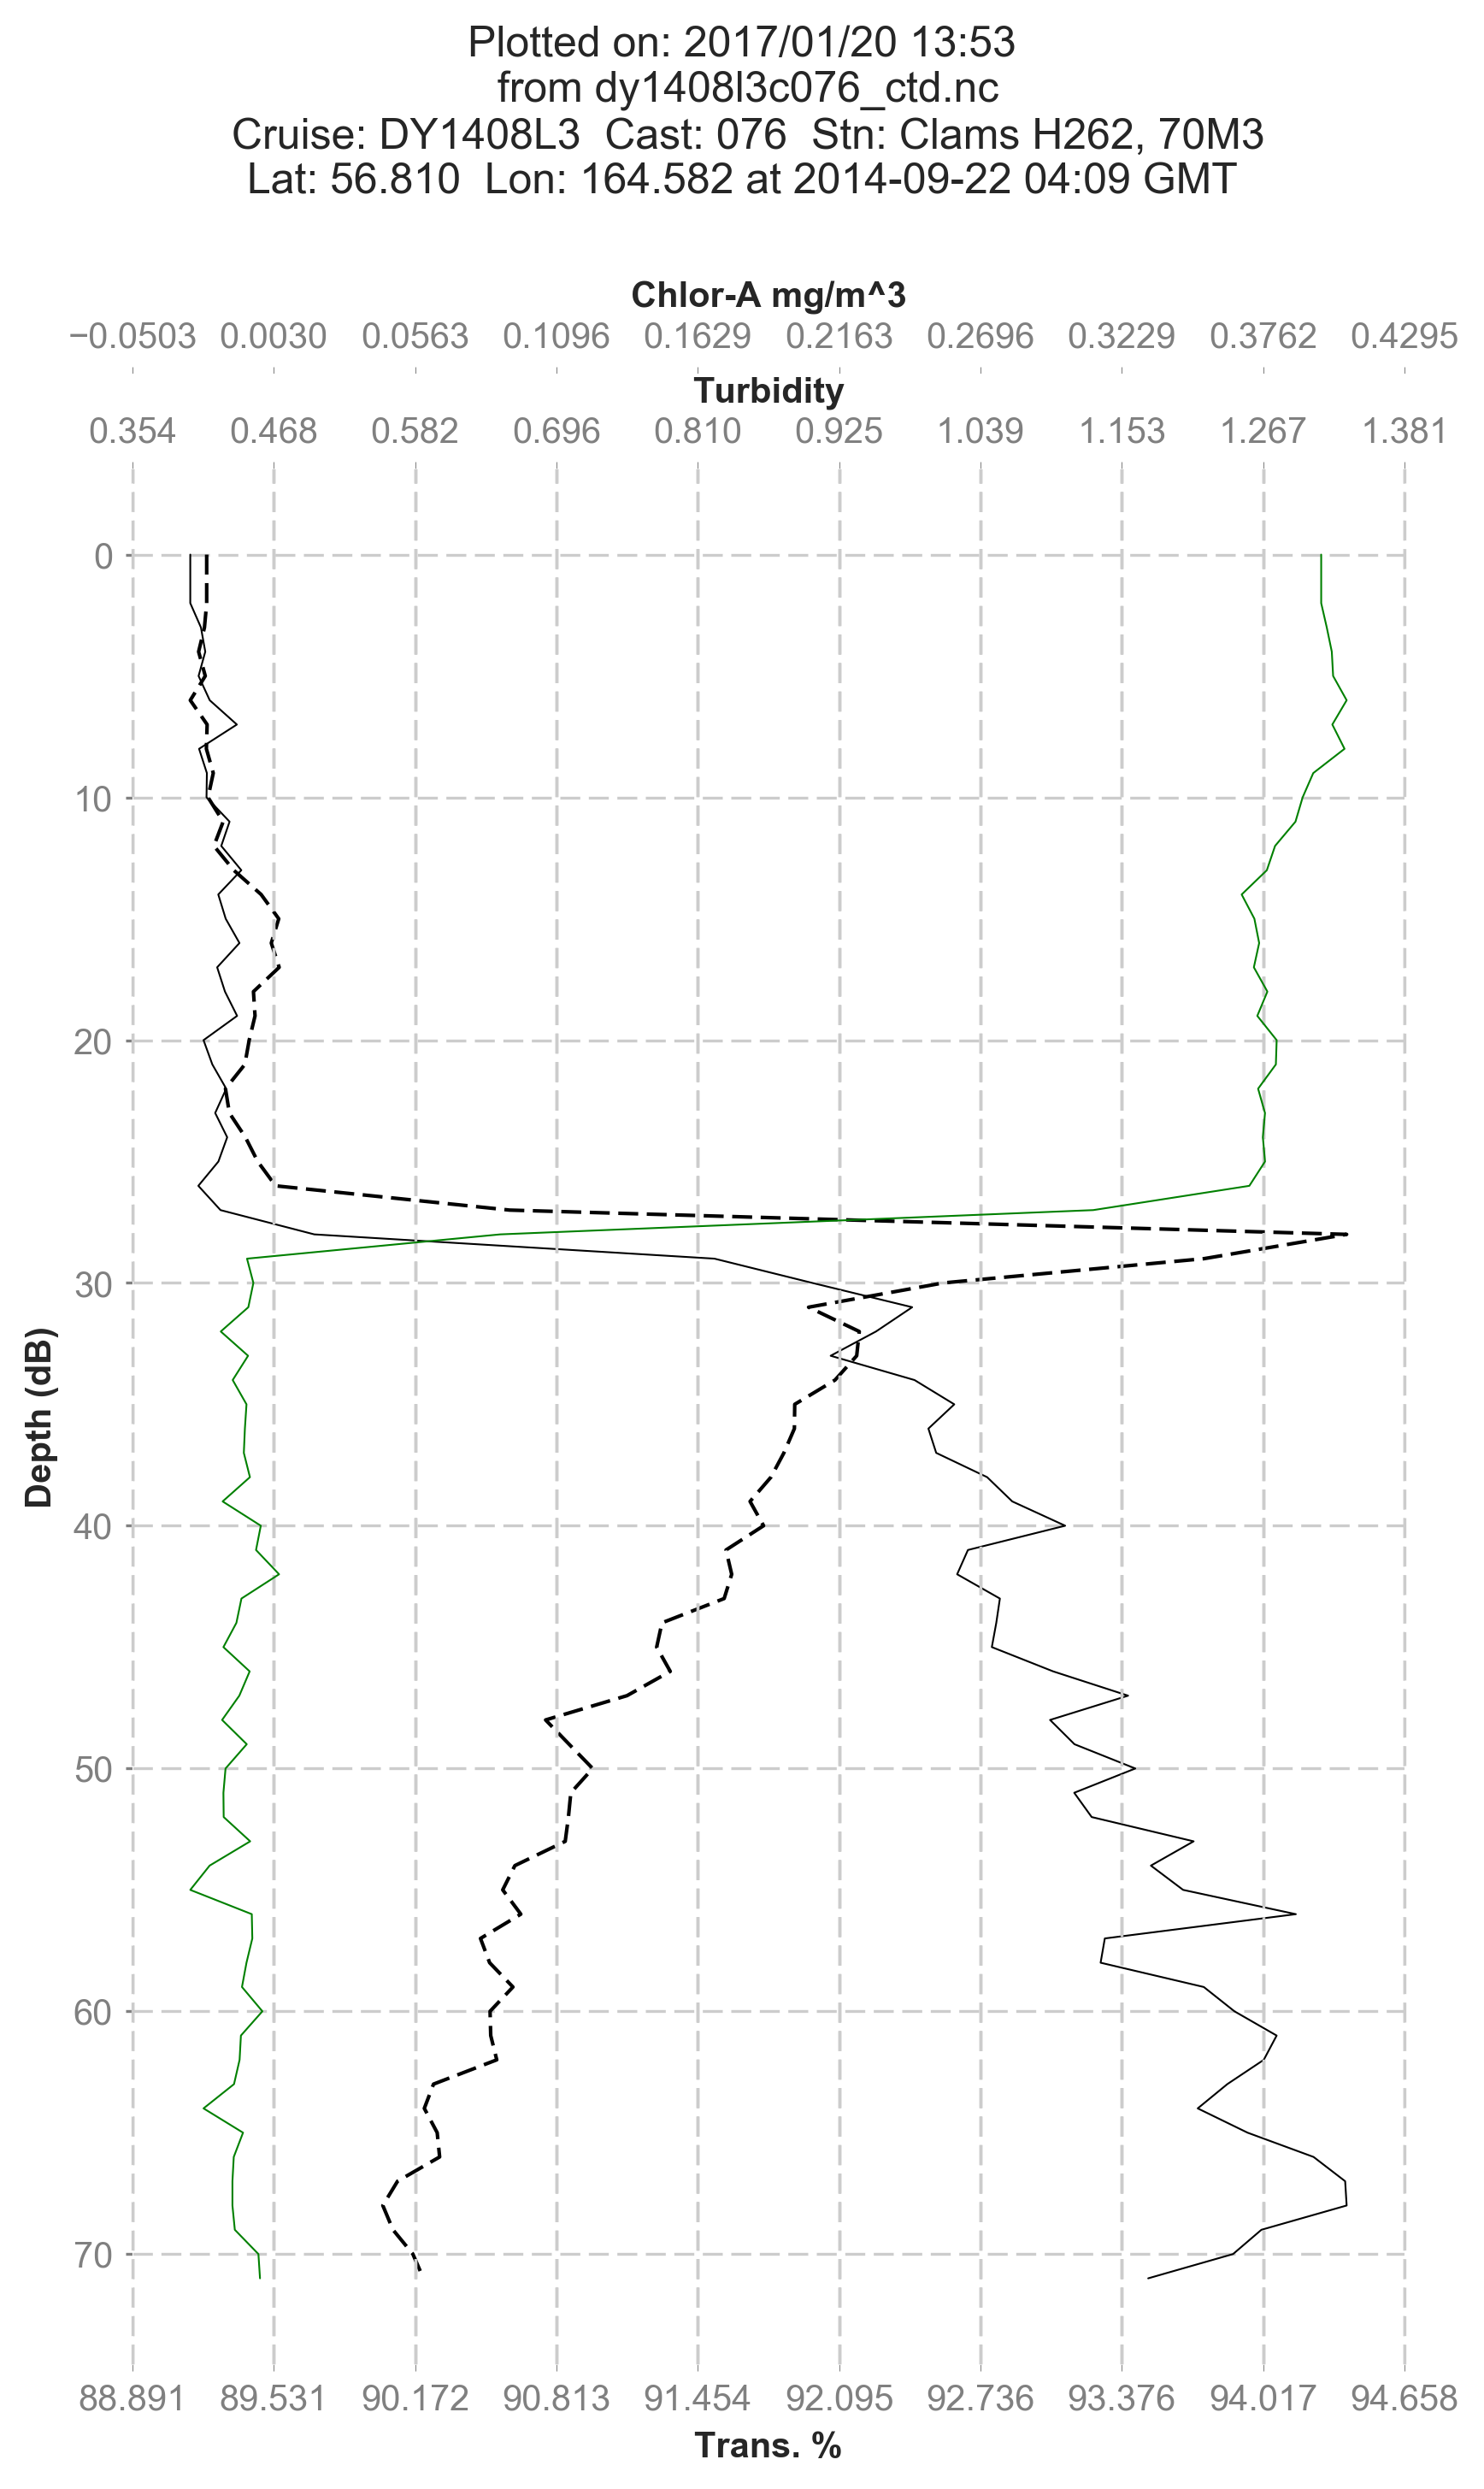 Plotted on: 2017/01/20 13:53
from dy1408l3c076_ctd.nc
Cruise: DY1408L3  Cast: 076  Stn: Clams H262, 70M3
Lat: 56.810  Lon: 164.582 at 2014-09-22 04:09 GMT
Chlor-A mg/m^3
−0.0503 0.0030 0.0563 0.1096 0.1629 0.2163 0.2696 0.3229 0.3762 0.4295
Turbidity
0.354 0.468 0.582 0.696 0.810 0.925 1.039 1.153 1.267 1.381
0
10
20
30
Depth (dB)
40
50
60
70
88.891 89.531 90.172 90.813 91.454 92.095 92.736 93.376 94.017 94.658
Trans. %